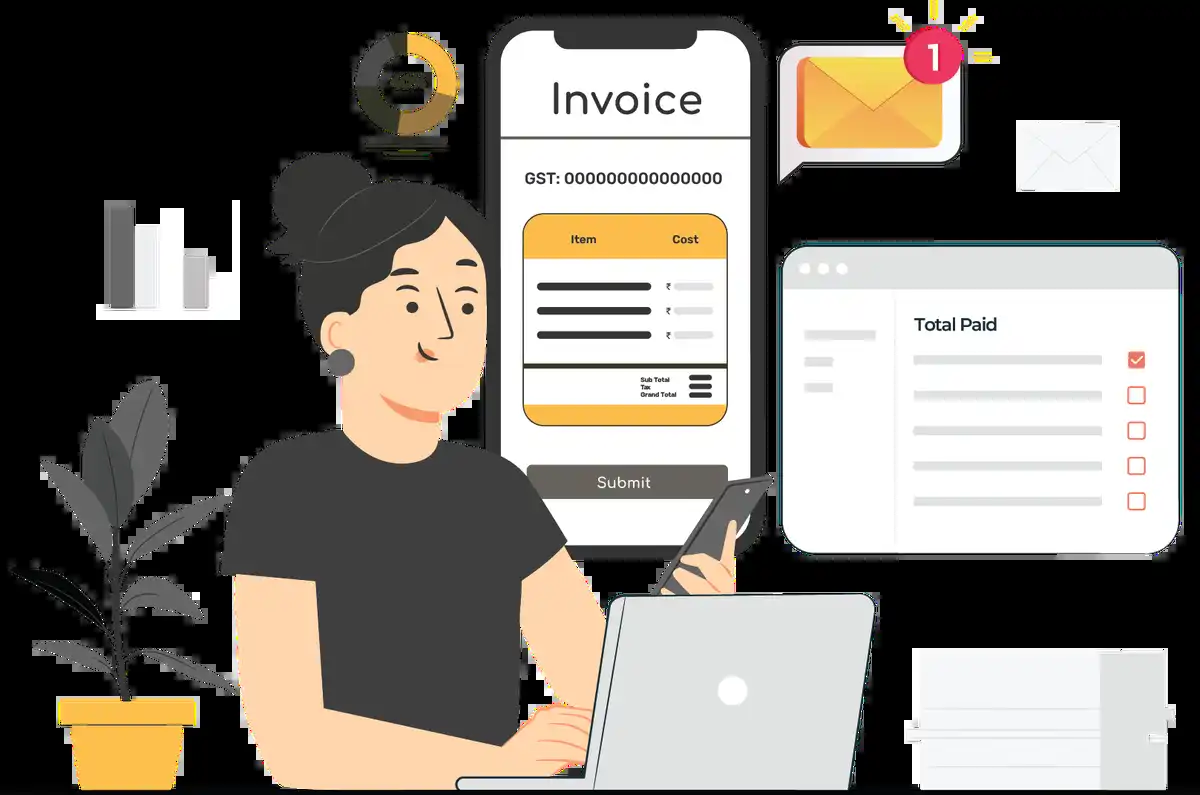 Invoice
1
GST: 000000000000000
Item Cost
₹
₹
₹
Total Paid
Sub Total
Tax
Grand Total
Submit